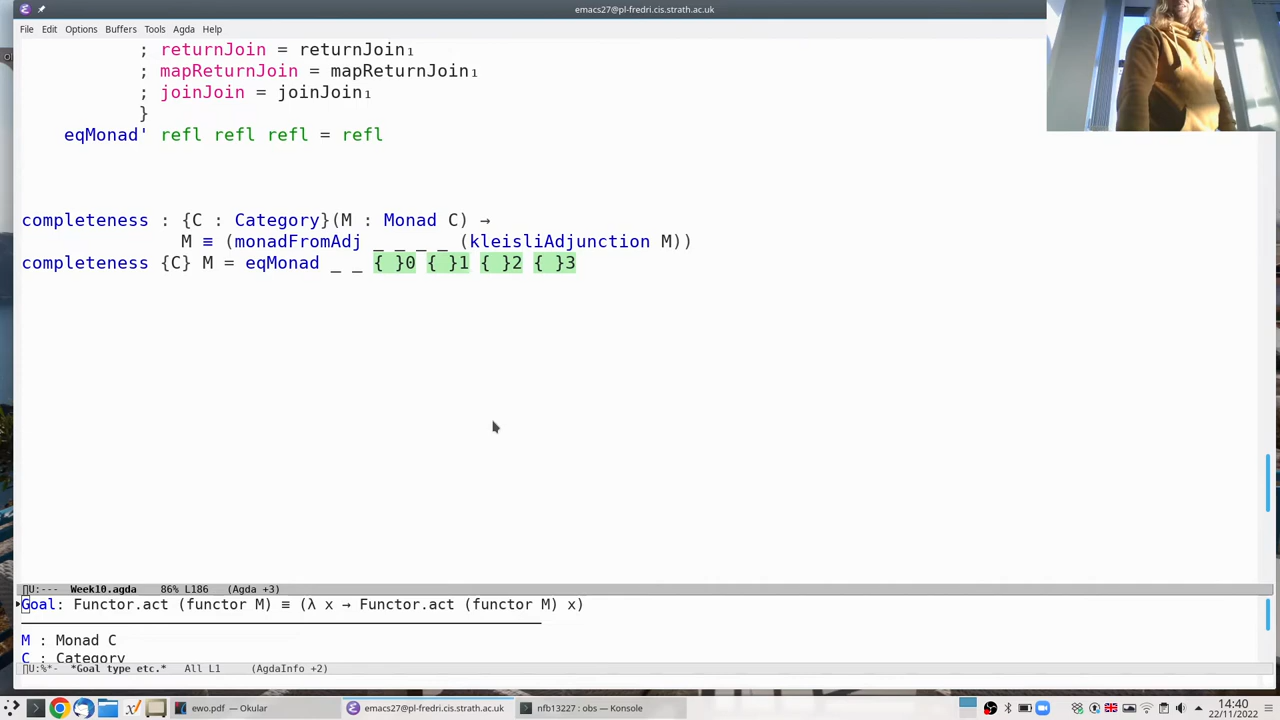 emacs27@pl-fredri.cis.strath.ac.uk
File Edit Options Buffers Tools Agda Help
; returnJoin = returnJoin₁
; mapReturnJoin = mapReturnJoin₁
; joinJoin = joinJoin₁
}
eqMonad' refl refl refl = refl
completeness : {C : Category}(M : Monad C) →
M ≡ (monadFromAdj _ _ _ _ (kleisliAdjunction M))
completeness {C} M = eqMonad _ _ { }0 { }1 { }2 { }3
U:--- Week10.agda 86% L186 (Agda +3)
Goal: Functor.act (functor M) ≡ (λ x → Functor.act (functor M) x)
M : Monad C
C : Category
U:%*- *Goal type etc.* All L1 (AgdaInfo +2)
ewo.pdf — Okular
emacs27@pl-fredri.cis.strath.ac.uk
nfb13227 : obs — Konsole
14:40
22/11/2022